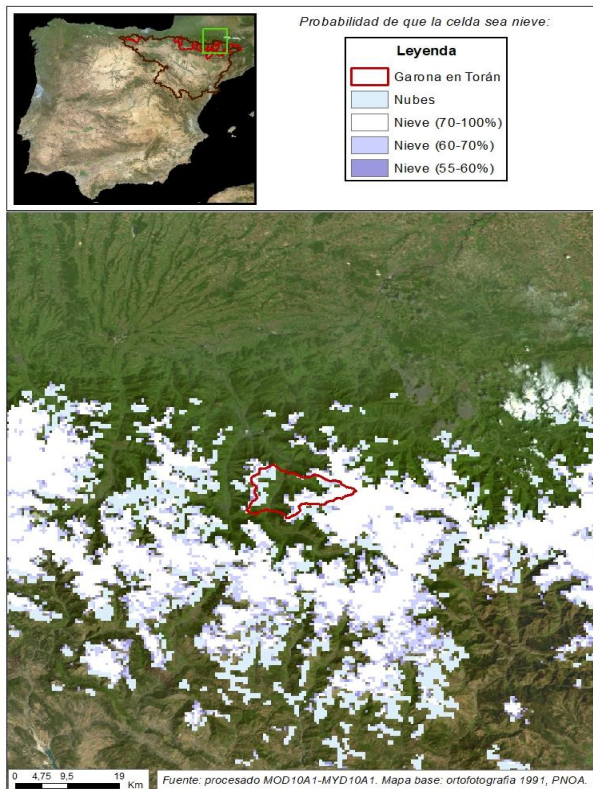 Probabilidad de que la celda sea nieve:
Leyenda
Garona en Torán
Nubes
Nieve (70-100%)
Nieve (60-70%)
Nieve (55-60%)
0 4,75 9,5 19
Km
Fuente: procesado MOD10A1-MYD10A1. Mapa base: ortofotografia 1991, PNOA.